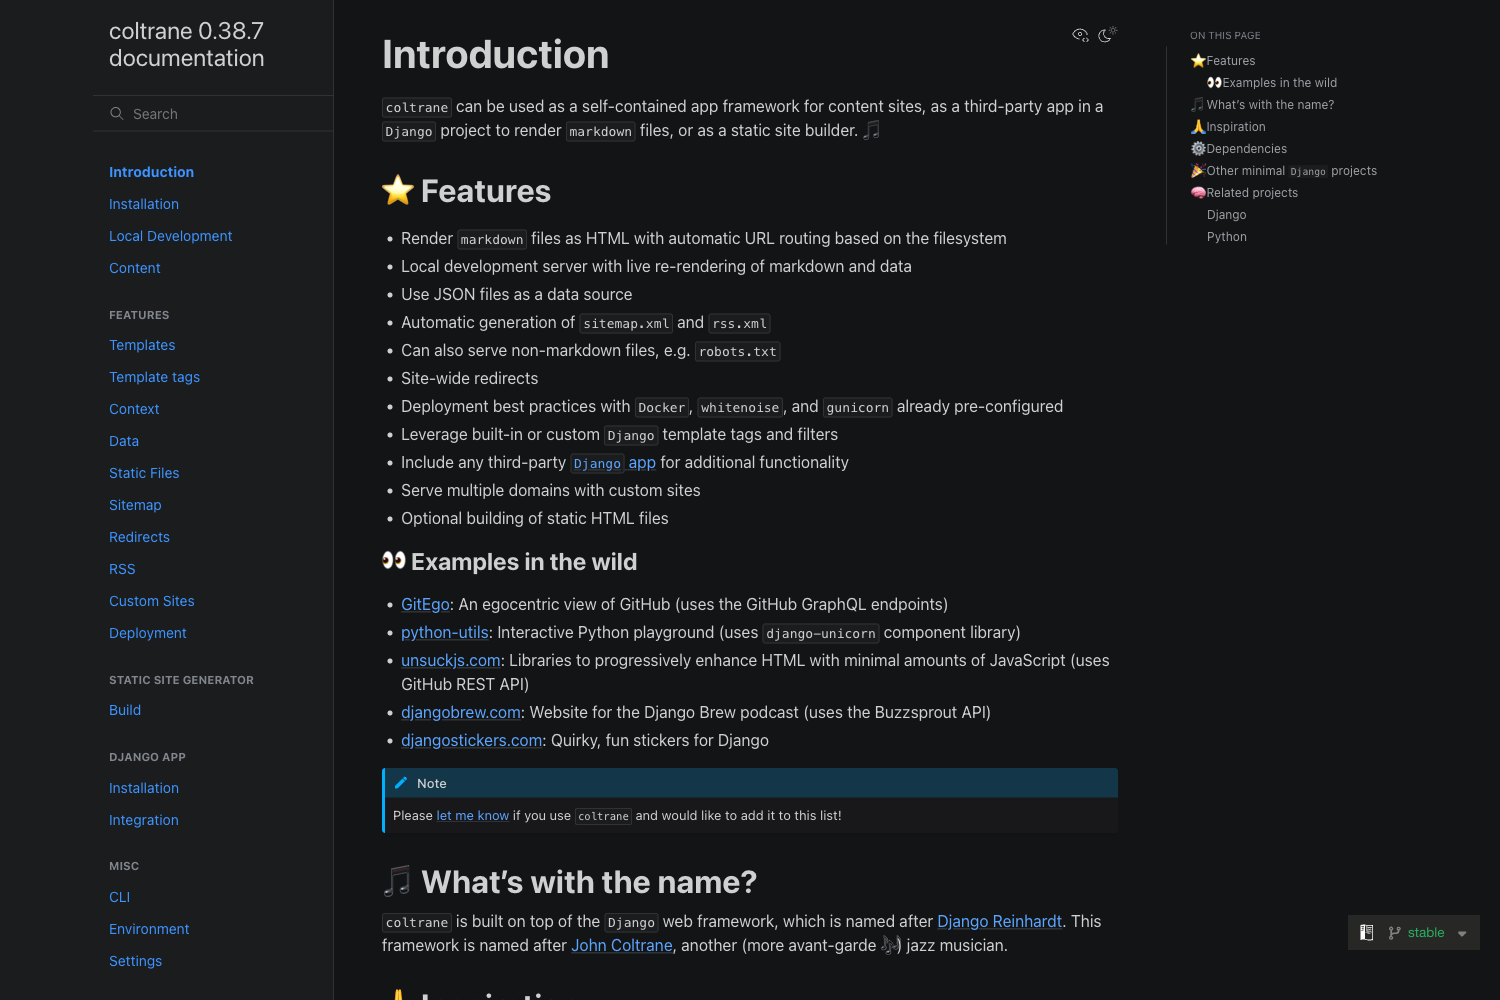 coltrane 0.38.7
documentation
Search
Introduction
Installation
Local Development
Content
FEATURES
Templates
Template tags
Context
Data
Static Files
Sitemap
Redirects
RSS
Custom Sites
Deployment
STATIC SITE GENERATOR
Build
DJANGO APP
Installation
Integration
MISC
CLI
Environment
Settings
Introduction
coltrane can be used as a self-contained app framework for content sites, as a third-party app in a
Django project to render markdown files, or as a static site builder. 🎵
⭐ Features
• Render markdown files as HTML with automatic URL routing based on the filesystem
• Local development server with live re-rendering of markdown and data
• Use JSON files as a data source
• Automatic generation of sitemap.xml and rss.xml
• Can also serve non-markdown files, e.g. robots.txt
• Site-wide redirects
• Deployment best practices with Docker, whitenoise, and gunicorn already pre-configured
• Leverage built-in or custom Django template tags and filters
• Include any third-party Django app for additional functionality
• Serve multiple domains with custom sites
• Optional building of static HTML files
👀 Examples in the wild
• GitEgo: An egocentric view of GitHub (uses the GitHub GraphQL endpoints)
• python-utils: Interactive Python playground (uses django-unicorn component library)
• unsuckjs.com: Libraries to progressively enhance HTML with minimal amounts of JavaScript (uses
GitHub REST API)
• djangobrew.com: Website for the Django Brew podcast (uses the Buzzsprout API)
• djangostickers.com: Quirky, fun stickers for Django
Note
Please let me know if you use coltrane and would like to add it to this list!
🎵 What’s with the name?
coltrane is built on top of the Django web framework, which is named after Django Reinhardt. This
framework is named after John Coltrane, another (more avant-garde 🎶) jazz musician.
🙏 Inspiration
ON THIS PAGE
⭐Features
👀Examples in the wild
🎵What’s with the name?
🙏Inspiration
⚙️Dependencies
🎉Other minimal Django projects
🧠Related projects
Django
Python
stable